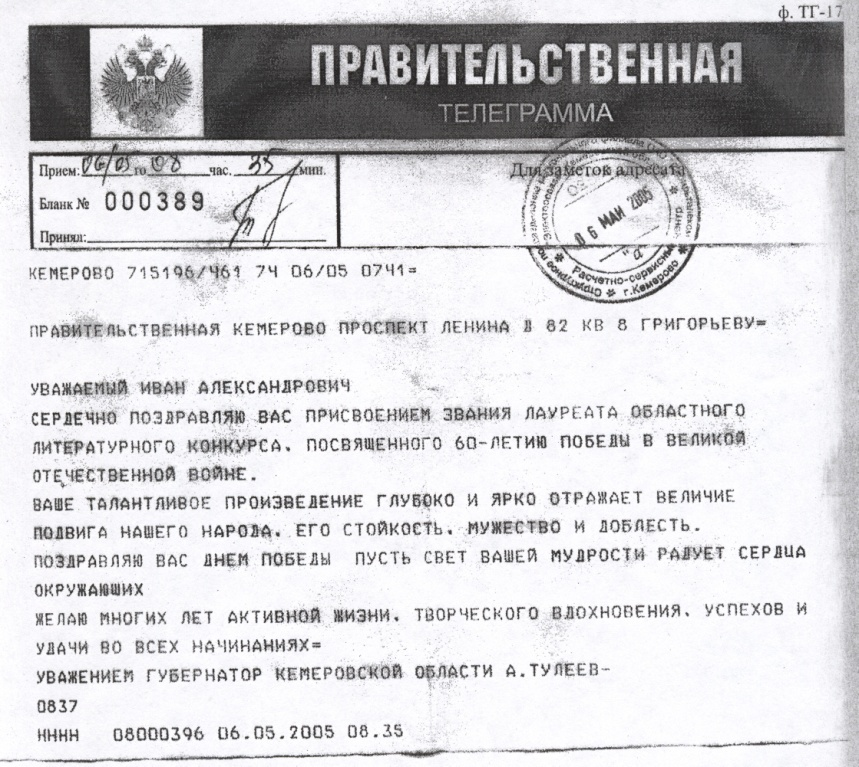 ф. ТГ-17
ПРАВИТЕЛЬСТВЕННАЯ
ТЕЛЕГРАММА
Прием: 06/05 го 08 час. 35 мин.
Бланк № 000389
Принял:
Для заметок адресата
06 МАЙ 2005
"а"
Расчетно-сервисный
г. Кемерово
КЕМЕРОВО 715196/461 74 06/05 0741=
ПРАВИТЕЛЬСТВЕННАЯ КЕМЕРОВО ПРОСПЕКТ ЛЕНИНА Д 82 КВ 8 ГРИГОРЬЕВУ=
УВАЖАЕМЫЙ ИВАН АЛЕКСАНДРОВИЧ
СЕРДЕЧНО ПОЗДРАВЛЯЮ ВАС ПРИСВОЕНИЕМ ЗВАНИЯ ЛАУРЕАТА ОБЛАСТНОГО
ЛИТЕРАТУРНОГО КОНКУРСА, ПОСВЯЩЕННОГО 60-ЛЕТИЮ ПОБЕДЫ В ВЕЛИКОЙ
ОТЕЧЕСТВЕННОЙ ВОЙНЕ.
ВАШЕ ТАЛАНТЛИВОЕ ПРОИЗВЕДЕНИЕ ГЛУБОКО И ЯРКО ОТРАЖАЕТ ВЕЛИЧИЕ
ПОДВИГА НАШЕГО НАРОДА, ЕГО СТОЙКОСТЬ, МУЖЕСТВО И ДОБЛЕСТЬ.
ПОЗДРАВЛЯЮ ВАС ДНЕМ ПОБЕДЫ ПУСТЬ СВЕТ ВАШЕЙ МУДРОСТИ РАДУЕТ СЕРДЦА
ОКРУЖАЮЩИХ
ЖЕЛАЮ МНОГИХ ЛЕТ АКТИВНОЙ ЖИЗНИ, ТВОРЧЕСКОГО ВДОХНОВЕНИЯ, УСПЕХОВ И
УДАЧИ ВО ВСЕХ НАЧИНАНИЯХ=
УВАЖЕНИЕМ ГУБЕРНАТОР КЕМЕРОВСКОЙ ОБЛАСТИ А.ТУЛЕЕВ-
0837
НННН 08000396 06.05.2005 08.35